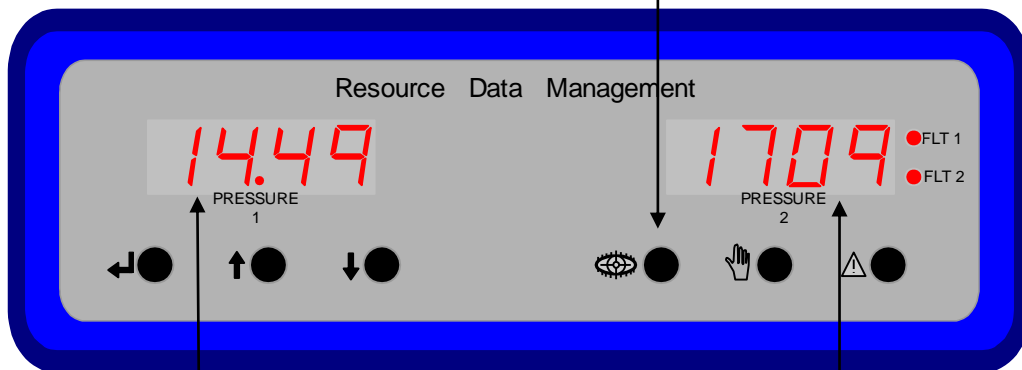 Resource Data Management
14.49
1709
FLT 1
FLT 2
PRESSURE
1
PRESSURE
2